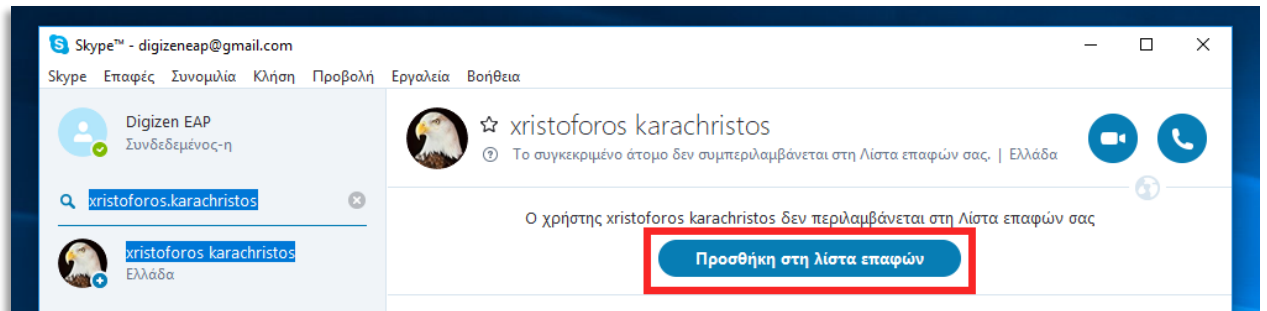 Skype™ - digizeneap@gmail.com
Skype Επαφές Συνομιλία Κλήση Προβολή Εργαλεία Βοήθεια
Digizen EAP
Συνδεδεμένος-η
xristoforos.karachristos
xristoforos karachristos
Ελλάδα
xristoforos karachristos
Το συγκεκριμένο άτομο δεν συμπεριλαμβάνεται στη Λίστα επαφών σας. | Ελλάδα
Ο χρήστης xristoforos karachristos δεν περιλαμβάνεται στη Λίστα επαφών σας
Προσθήκη στη λίστα επαφών